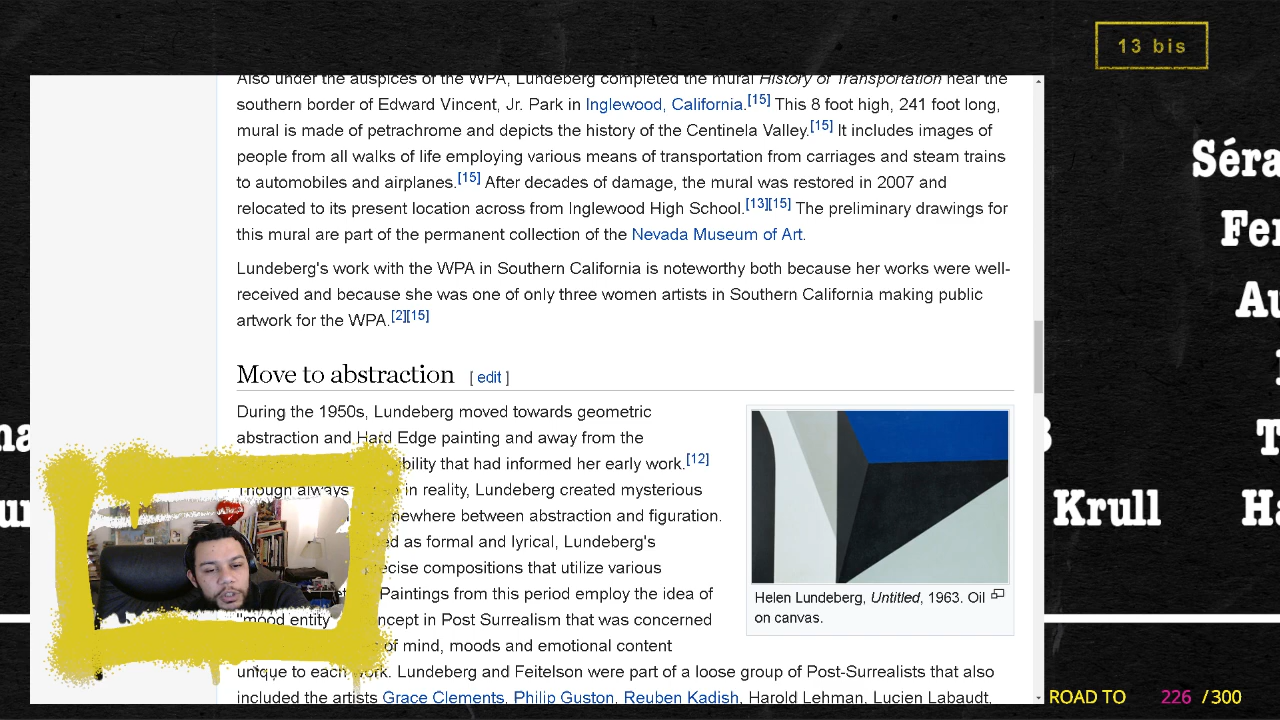 13 bis
Also under the auspices of the WPA, Lundeberg completed the mural History of Transportation near the
southern border of Edward Vincent, Jr. Park in Inglewood, California.[15] This 8 foot high, 241 foot long,
mural is made of petrachrome and depicts the history of the Centinela Valley.[15] It includes images of
people from all walks of life employing various means of transportation from carriages and steam trains
to automobiles and airplanes.[15] After decades of damage, the mural was restored in 2007 and
relocated to its present location across from Inglewood High School.[13][15] The preliminary drawings for
this mural are part of the permanent collection of the Nevada Museum of Art.
Lundeberg's work with the WPA in Southern California is noteworthy both because her works were well-
received and because she was one of only three women artists in Southern California making public
artwork for the WPA.[2][15]
Move to abstraction [ edit ]
During the 1950s, Lundeberg moved towards geometric
abstraction and Hard Edge painting and away from the
bility that had informed her early work.[12]
Though always in reality, Lundeberg created mysterious
mewhere between abstraction and figuration.
ed as formal and lyrical, Lundeberg's
ecise compositions that utilize various
Paintings from this period employ the idea of
"mood entity ncept in Post Surrealism that was concerned
of mind, moods and emotional content
unique to each work. Lundeberg and Feitelson were part of a loose group of Post-Surrealists that also
included the artists Grace Clements, Philip Guston, Reuben Kadish, Harold Lehman, Lucien Labaudt,
Helen Lundeberg, Untitled, 1963. Oil
on canvas.
Séra
Fer
Au
Krull
Ha
ROAD TO 226 /300